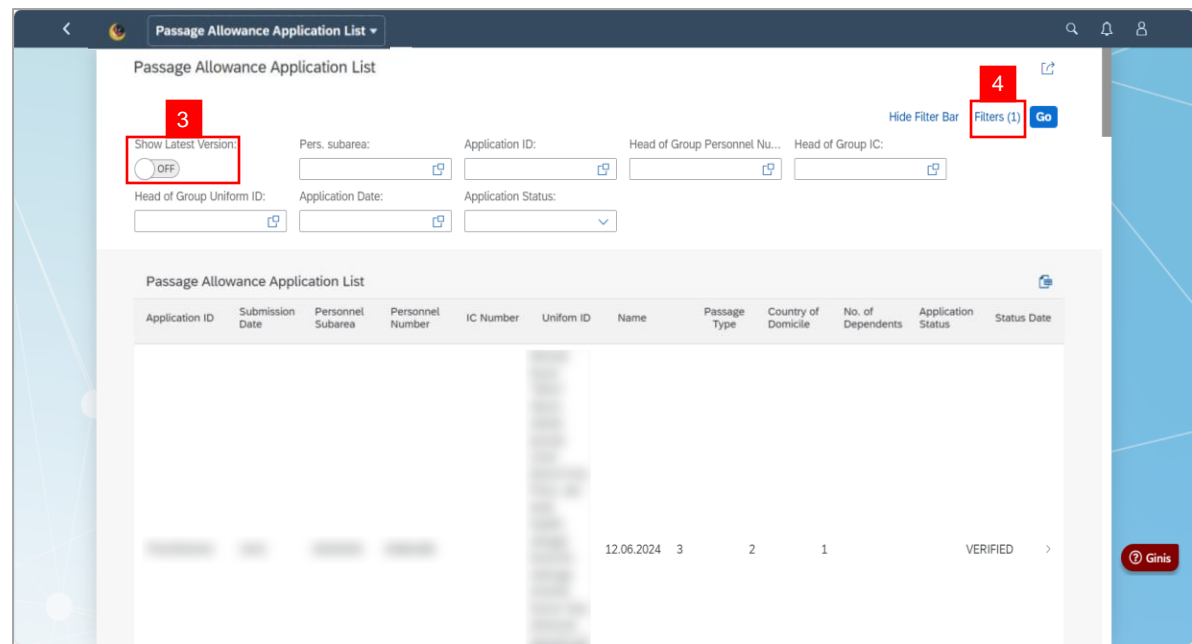 Passage Allowance Application List
Passage Allowance Application List
4
3
Hide Filter Bar Filters (1) Go
Show Latest Version: Pers. subarea: Application ID: Head of Group Personnel Nu... Head of Group IC:
OFF
Head of Group Uniform ID: Application Date: Application Status:
Passage Allowance Application List
Application ID Submission Date Personnel Subarea Personnel Number IC Number Unifom ID Name Passage Type Country of Domicile No. of Dependents Application Status Status Date
12.06.2024 3 2 1 VERIFIED
Ginis